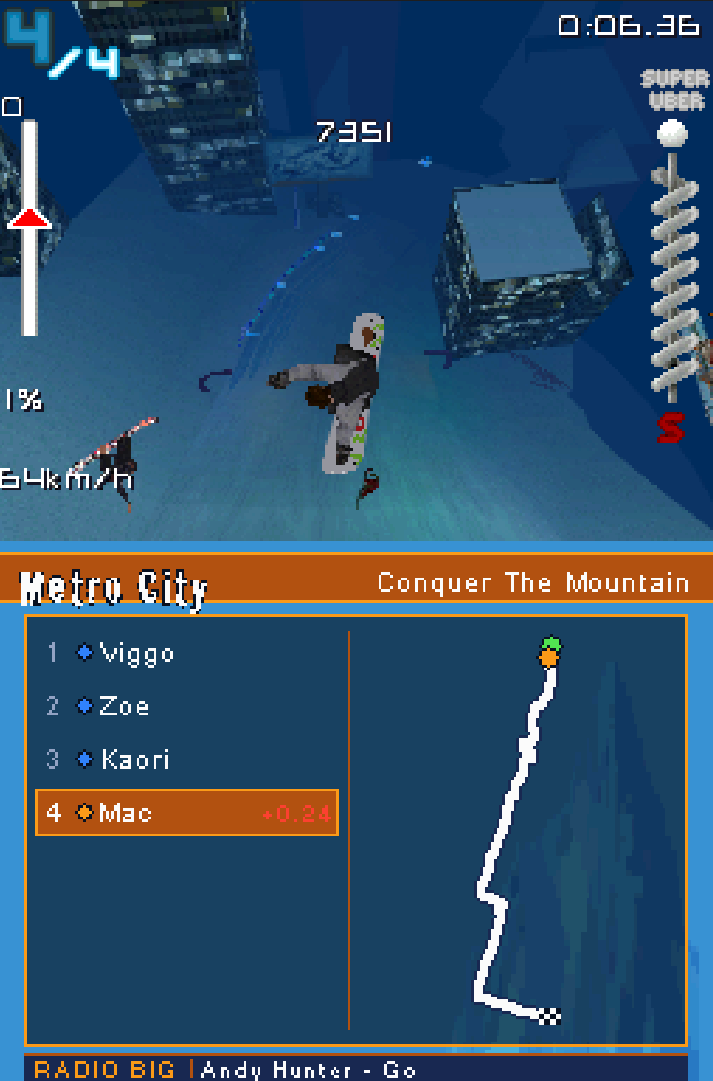 4/4
0:06.36
SUPER
UBER
0
7351
1%
64km/h
S
Metro City
Conquer The Mountain
1 Viggo
2 Zoe
3 Kaori
4 Mac +0.24
RADIO BIG | Andy Hunter - Go